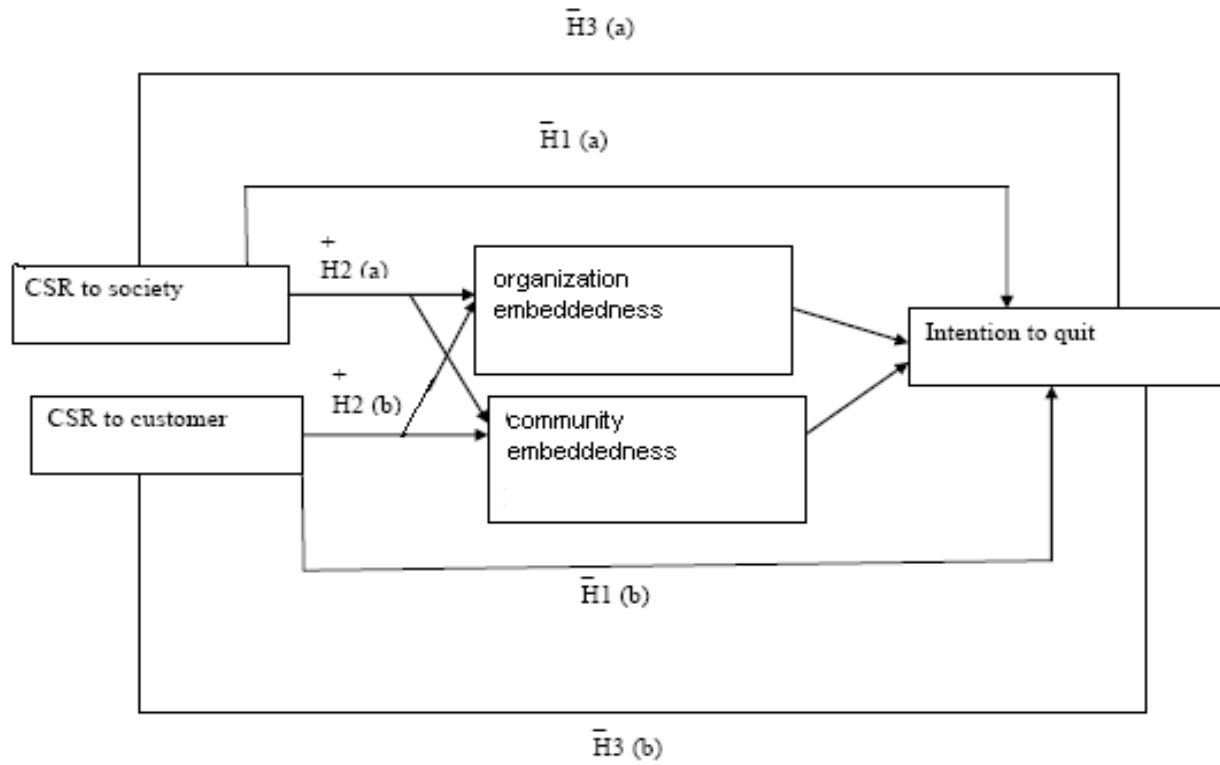 –
H3 (a)
–
H1 (a)
+
H2 (a)
CSR to society
organization
embeddedness
Intention to quit
+
H2 (b)
CSR to customer
community
embeddedness
–
H1 (b)
–
H3 (b)